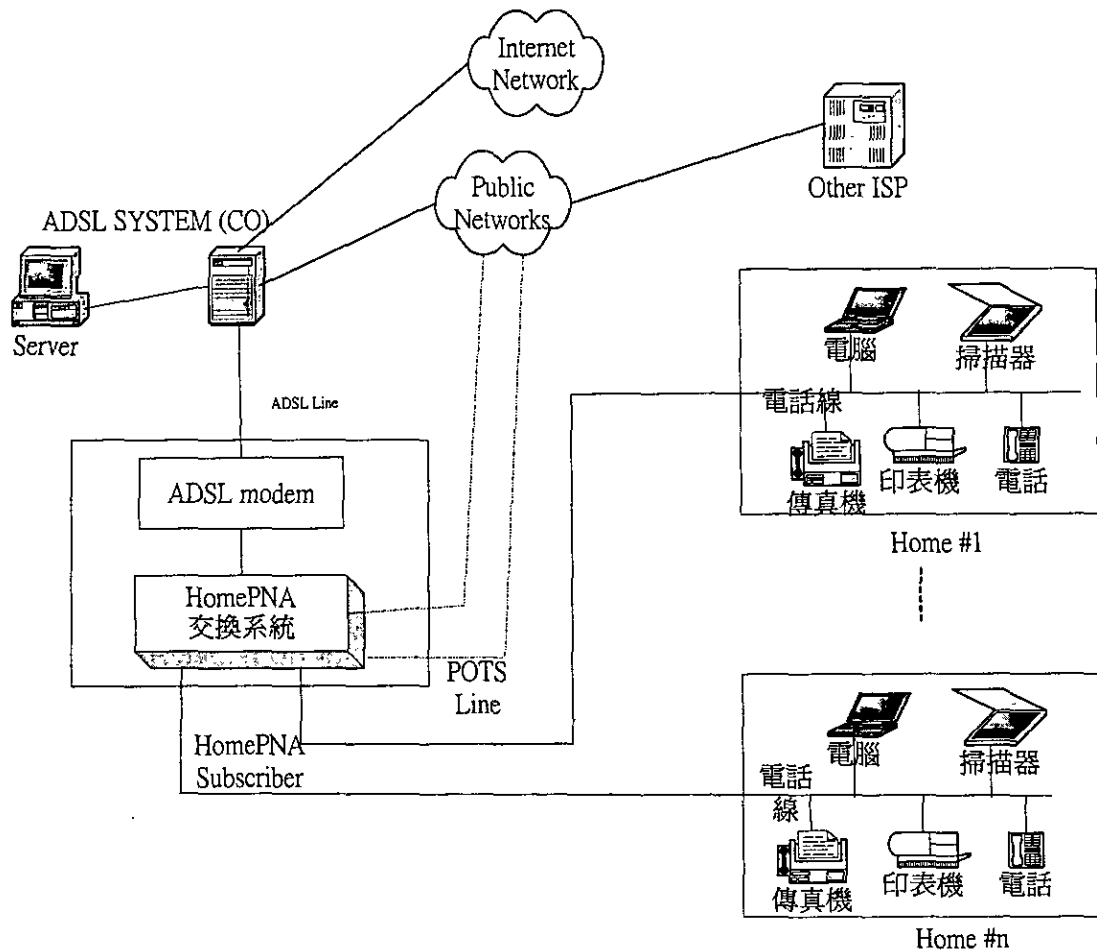 Internet
Network
Public
Networks
Other ISP
ADSL SYSTEM (CO)
Server
ADSL Line
ADSL modem
HomePNA
交換系統
POTS
Line
HomePNA
Subscriber
電腦
掃描器
電話線
傳真機
印表機
電話
Home #1
電腦
掃描器
電話
線
傳真機
印表機
電話
Home #n